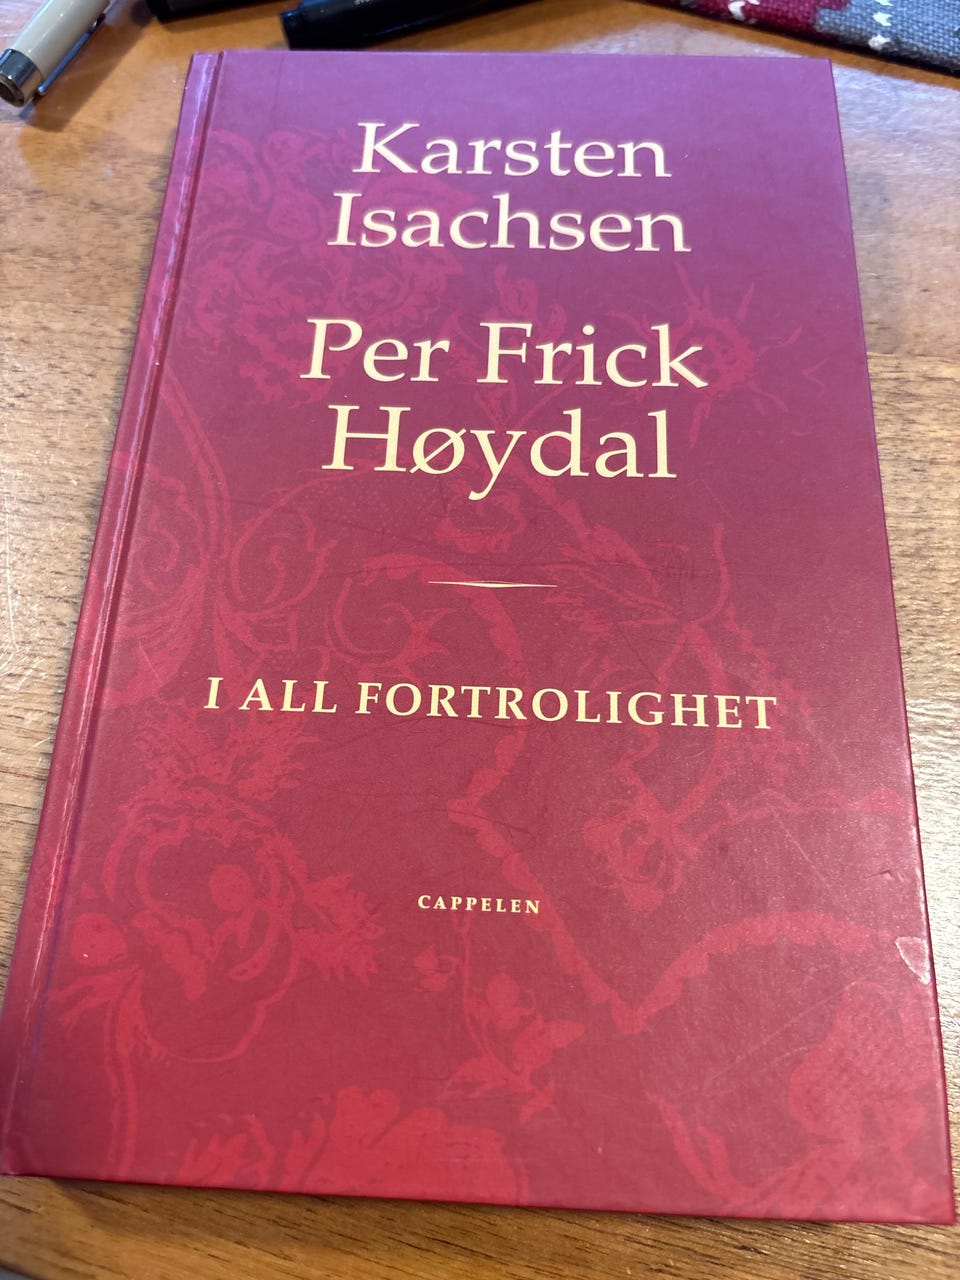 Karsten
Isachsen
Per Frick
Høydal
I ALL FORTROLIGHET
CAPPELEN